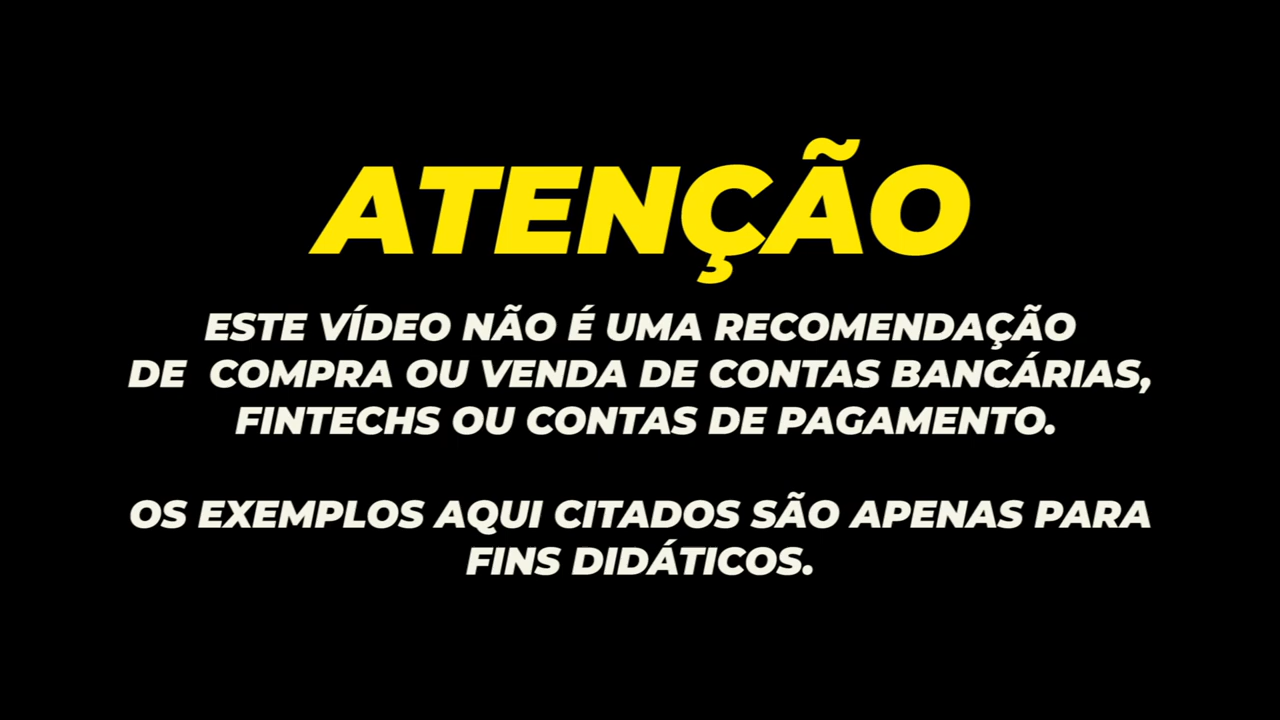 ATENÇÃO
ESTE VÍDEO NÃO É UMA RECOMENDAÇÃO
DE COMPRA OU VENDA DE CONTAS BANCÁRIAS,
FINTECHS OU CONTAS DE PAGAMENTO.
OS EXEMPLOS AQUI CITADOS SÃO APENAS PARA
FINS DIDÁTICOS.